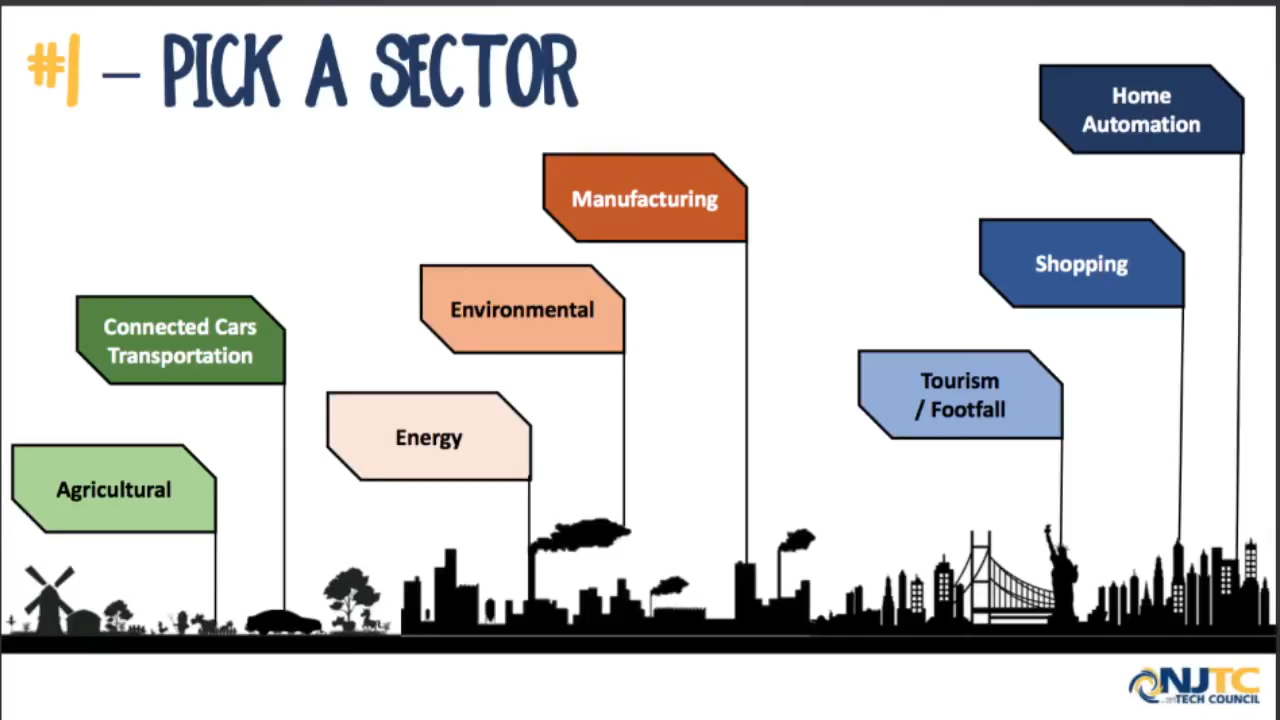 #1 – PICK A SECTOR
Home
Automation
Manufacturing
Shopping
Environmental
Connected Cars
Transportation
Tourism
/ Footfall
Energy
Agricultural
NJTC
TECH COUNCIL